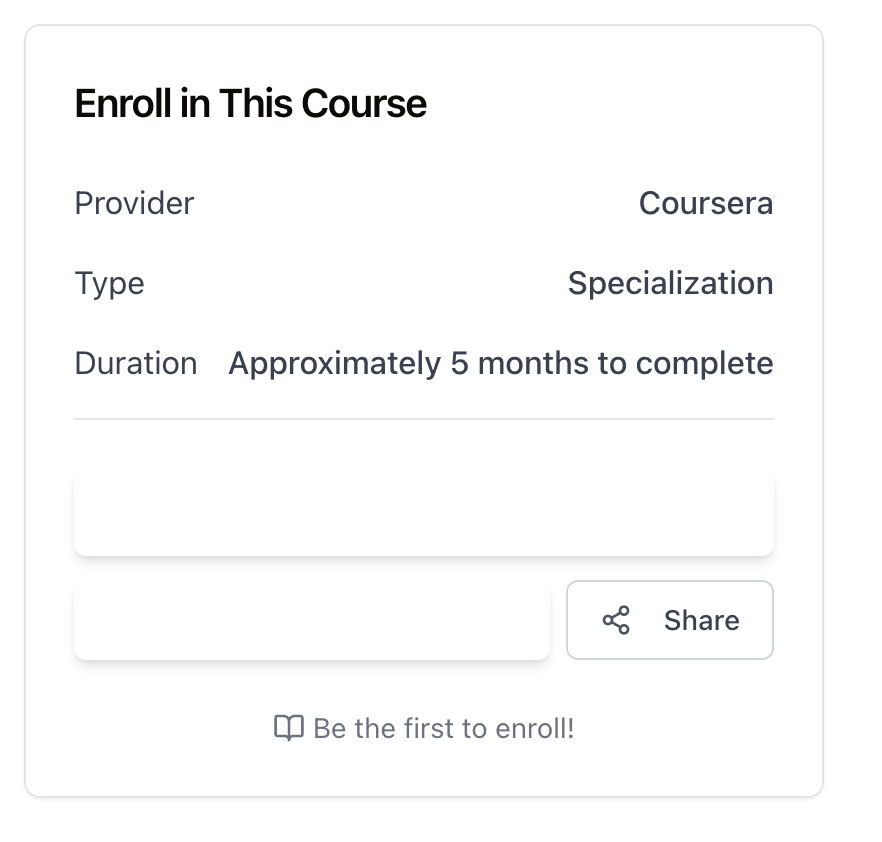 Enroll in This Course
Provider Coursera
Type Specialization
Duration Approximately 5 months to complete
Share
Be the first to enroll!